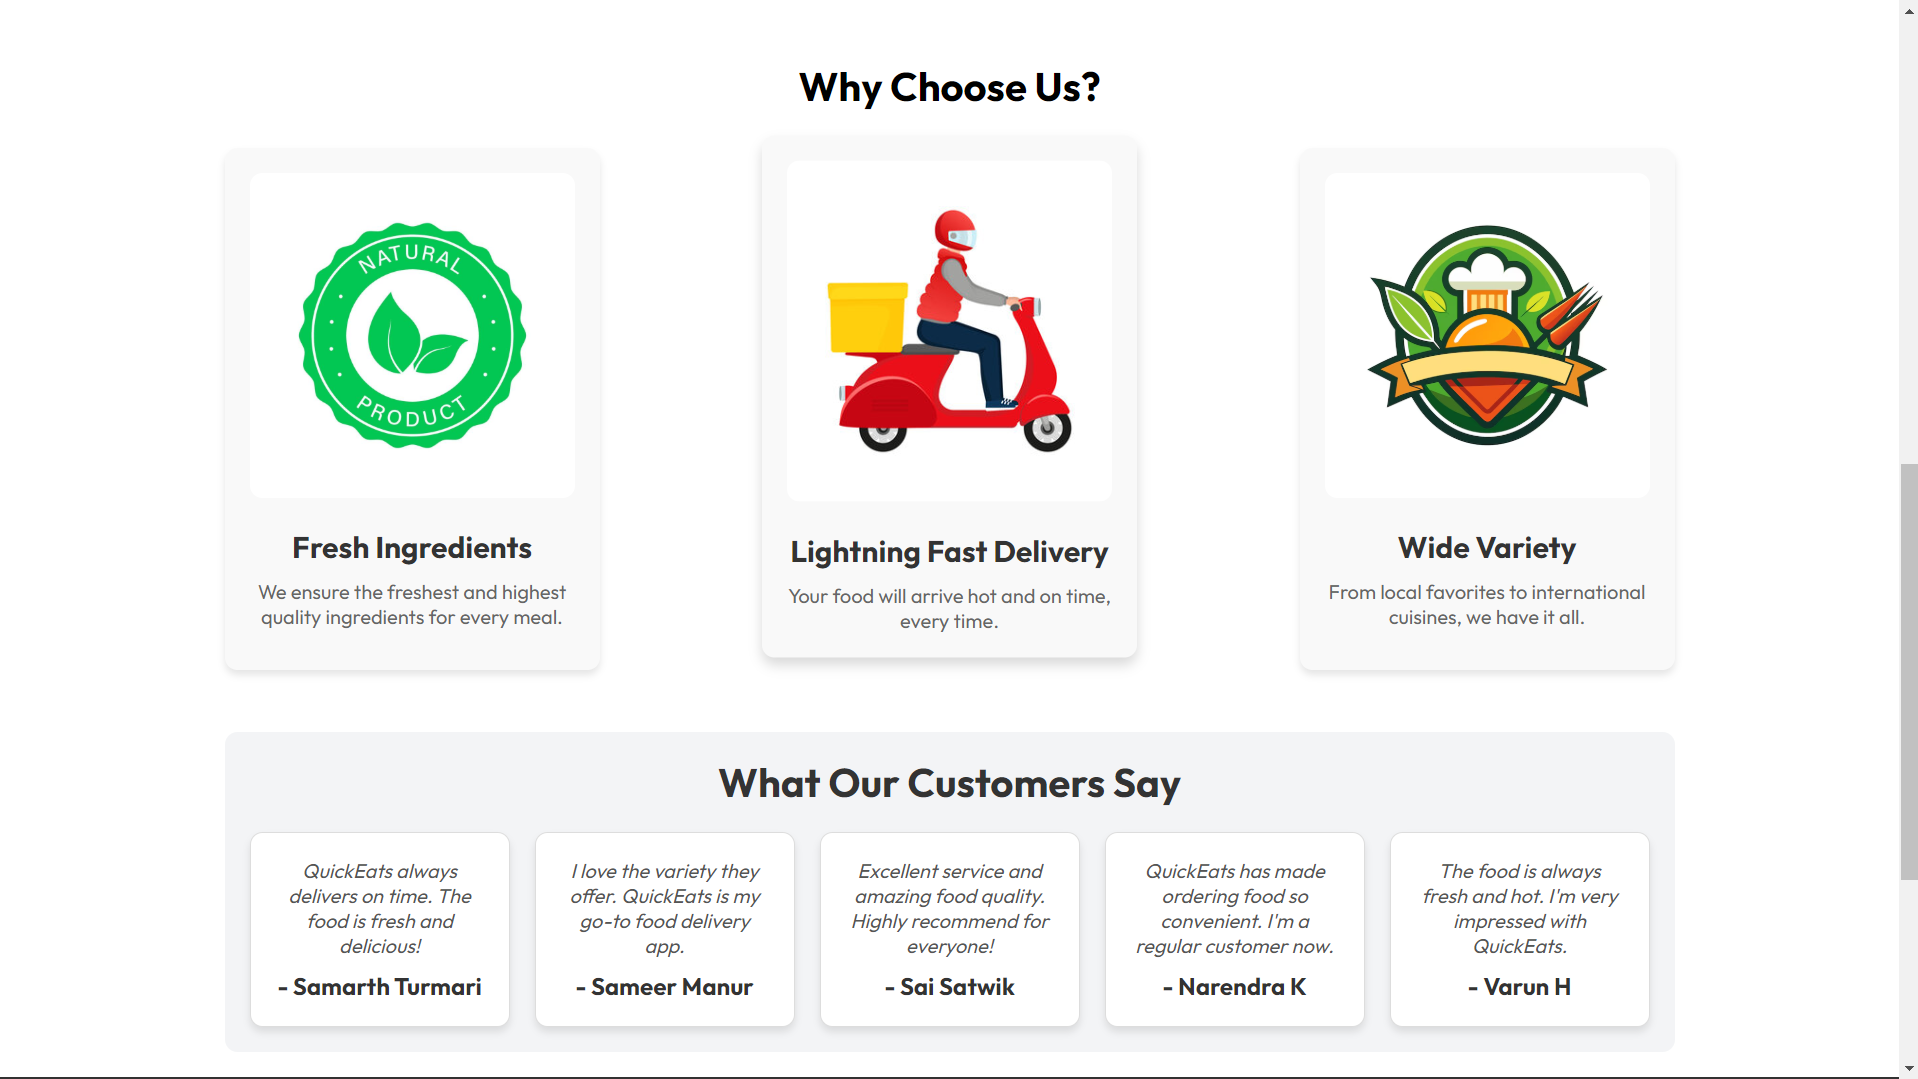 Why Choose Us?
NATURAL
PRODUCT
Fresh Ingredients
We ensure the freshest and highest
quality ingredients for every meal.
Lightning Fast Delivery
Your food will arrive hot and on time,
every time.
Wide Variety
From local favorites to international
cuisines, we have it all.
What Our Customers Say
QuickEats always
delivers on time. The
food is fresh and
delicious!
- Samarth Turmari
I love the variety they
offer. QuickEats is my
go-to food delivery
app.
- Sameer Manur
Excellent service and
amazing food quality.
Highly recommend for
everyone!
- Sai Satwik
QuickEats has made
ordering food so
convenient. I'm a
regular customer now.
- Narendra K
The food is always
fresh and hot. I'm very
impressed with
QuickEats.
- Varun H